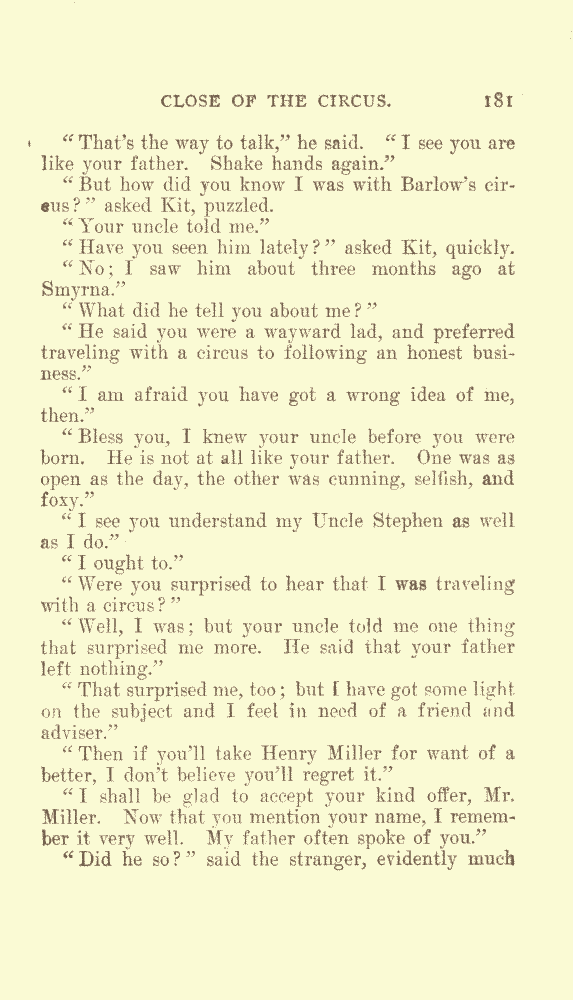 CLOSE OF THE CIRCUS. 181
“That’s the way to talk,” he said. “I see you are
like your father. Shake hands again.”
“But how did you know I was with Barlow’s cir-
cus?” asked Kit, puzzled.
“Your uncle told me.”
“Have you seen him lately?” asked Kit, quickly.
“No; I saw him about three months ago at
Smyrna.”
“What did he tell you about me?”
“He said you were a wayward lad, and preferred
traveling with a circus to following an honest busi-
ness.”
“I am afraid you have got a wrong idea of me,
then.”
“Bless you, I knew your uncle before you were
born. He is not at all like your father. One was as
open as the day, the other was cunning, selfish, and
foxy.”
“I see you understand my Uncle Stephen as well
as I do.”
“I ought to.”
“Were you surprised to hear that I was traveling
with a circus?”
“Well, I was; but your uncle told me one thing
that surprised me more. He said that your father
left nothing.”
“That surprised me, too; but I have got some light
on the subject and I feel in need of a friend and
adviser.”
“Then if you’ll take Henry Miller for want of a
better, I don’t believe you’ll regret it.”
“I shall be glad to accept your kind offer, Mr.
Miller. Now that you mention your name, I remem-
ber it very well. My father often spoke of you.”
“Did he so?” said the stranger, evidently much